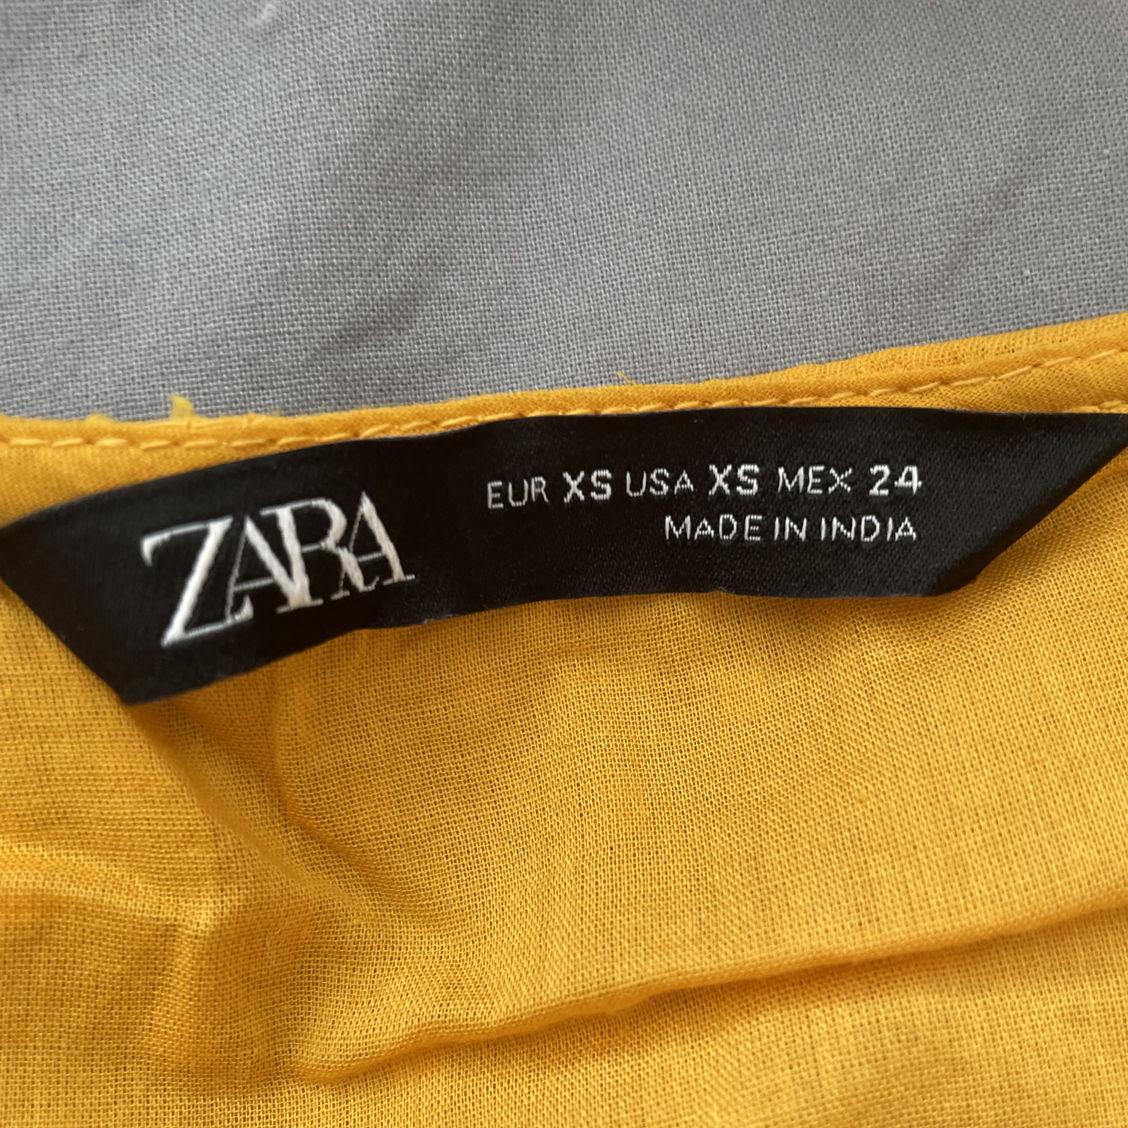 ZARA
EUR XS USA XS MEX 24
MADE IN INDIA